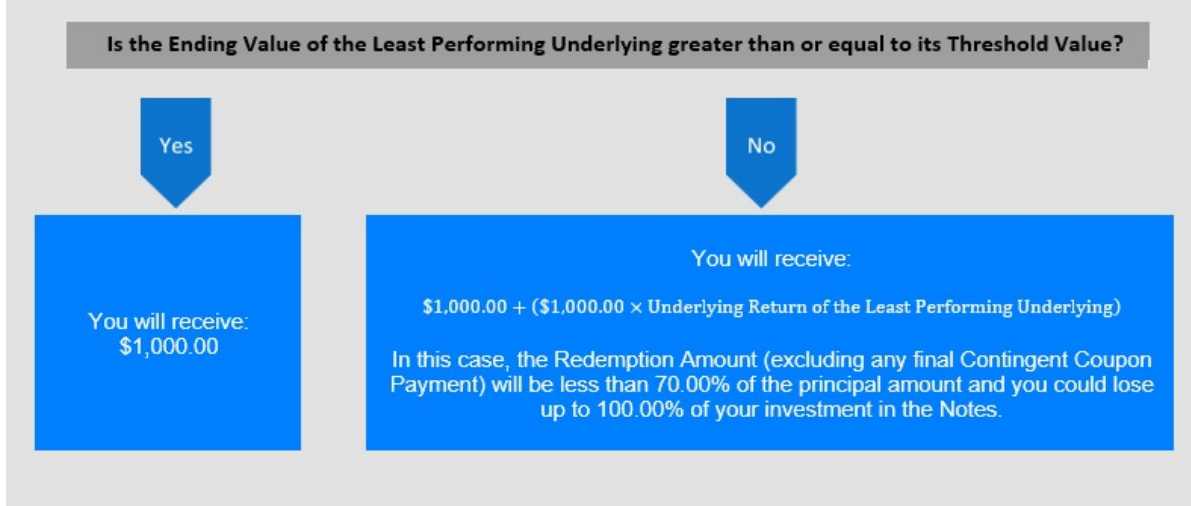 Is the Ending Value of the Least Performing Underlying greater than or equal to its Threshold Value?
Yes
No
You will receive:
$1,000.00
You will receive:
$1,000.00 + ($1,000.00 × Underlying Return of the Least Performing Underlying)
In this case, the Redemption Amount (excluding any final Contingent Coupon
Payment) will be less than 70.00% of the principal amount and you could lose
up to 100.00% of your investment in the Notes.